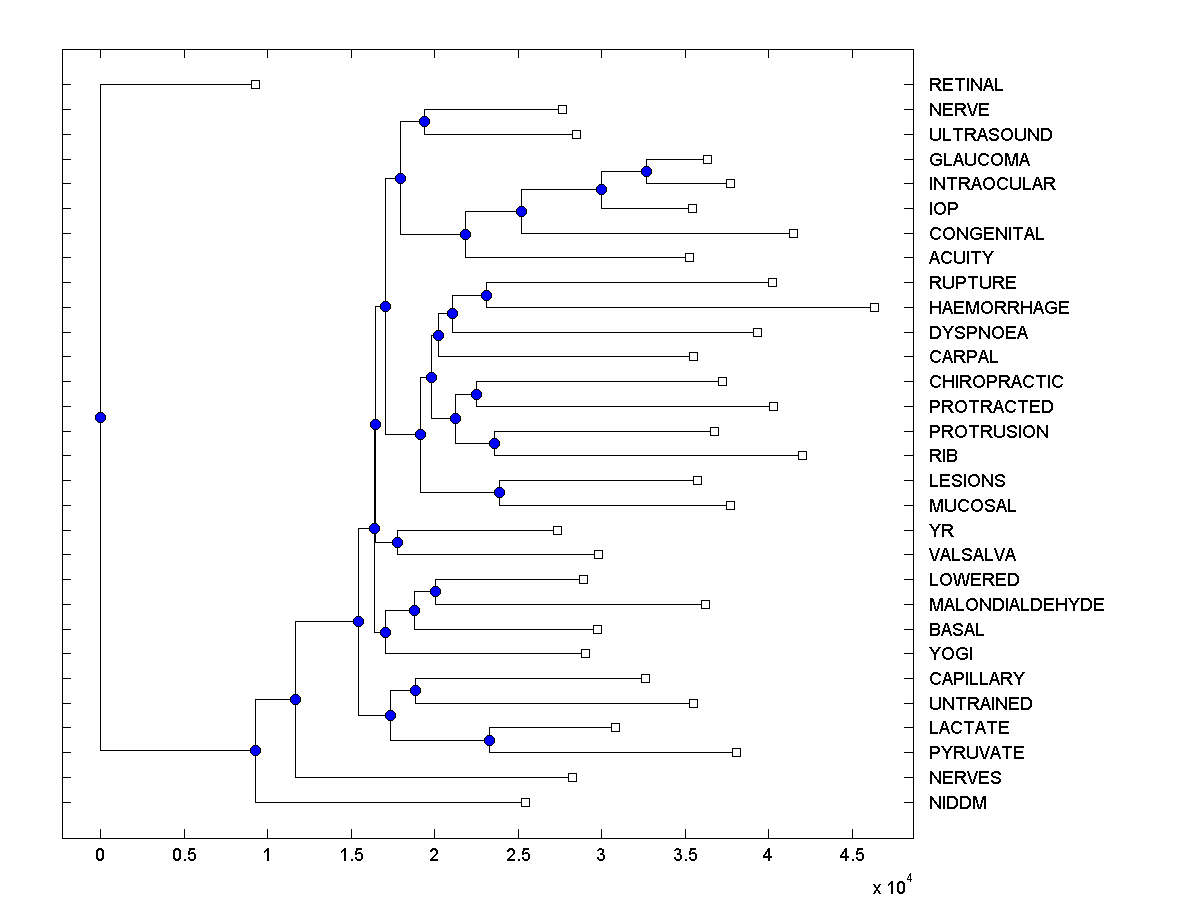 RETINAL
NERVE
ULTRASOUND
GLAUCOMA
INTRAOCULAR
IOP
CONGENITAL
ACUITY
RUPTURE
HAEMORRHAGE
DYSPNOEA
CARPAL
CHIROPRACTIC
PROTRACTED
PROTRUSION
RIB
LESIONS
MUCOSAL
YR
VALSALVA
LOWERED
MALONDIALDEHYDE
BASAL
YOGI
CAPILLARY
UNTRAINED
LACTATE
PYRUVATE
NERVES
NIDDM
0 0.5 1 1.5 2 2.5 3 3.5 4 4.5
x 10^4